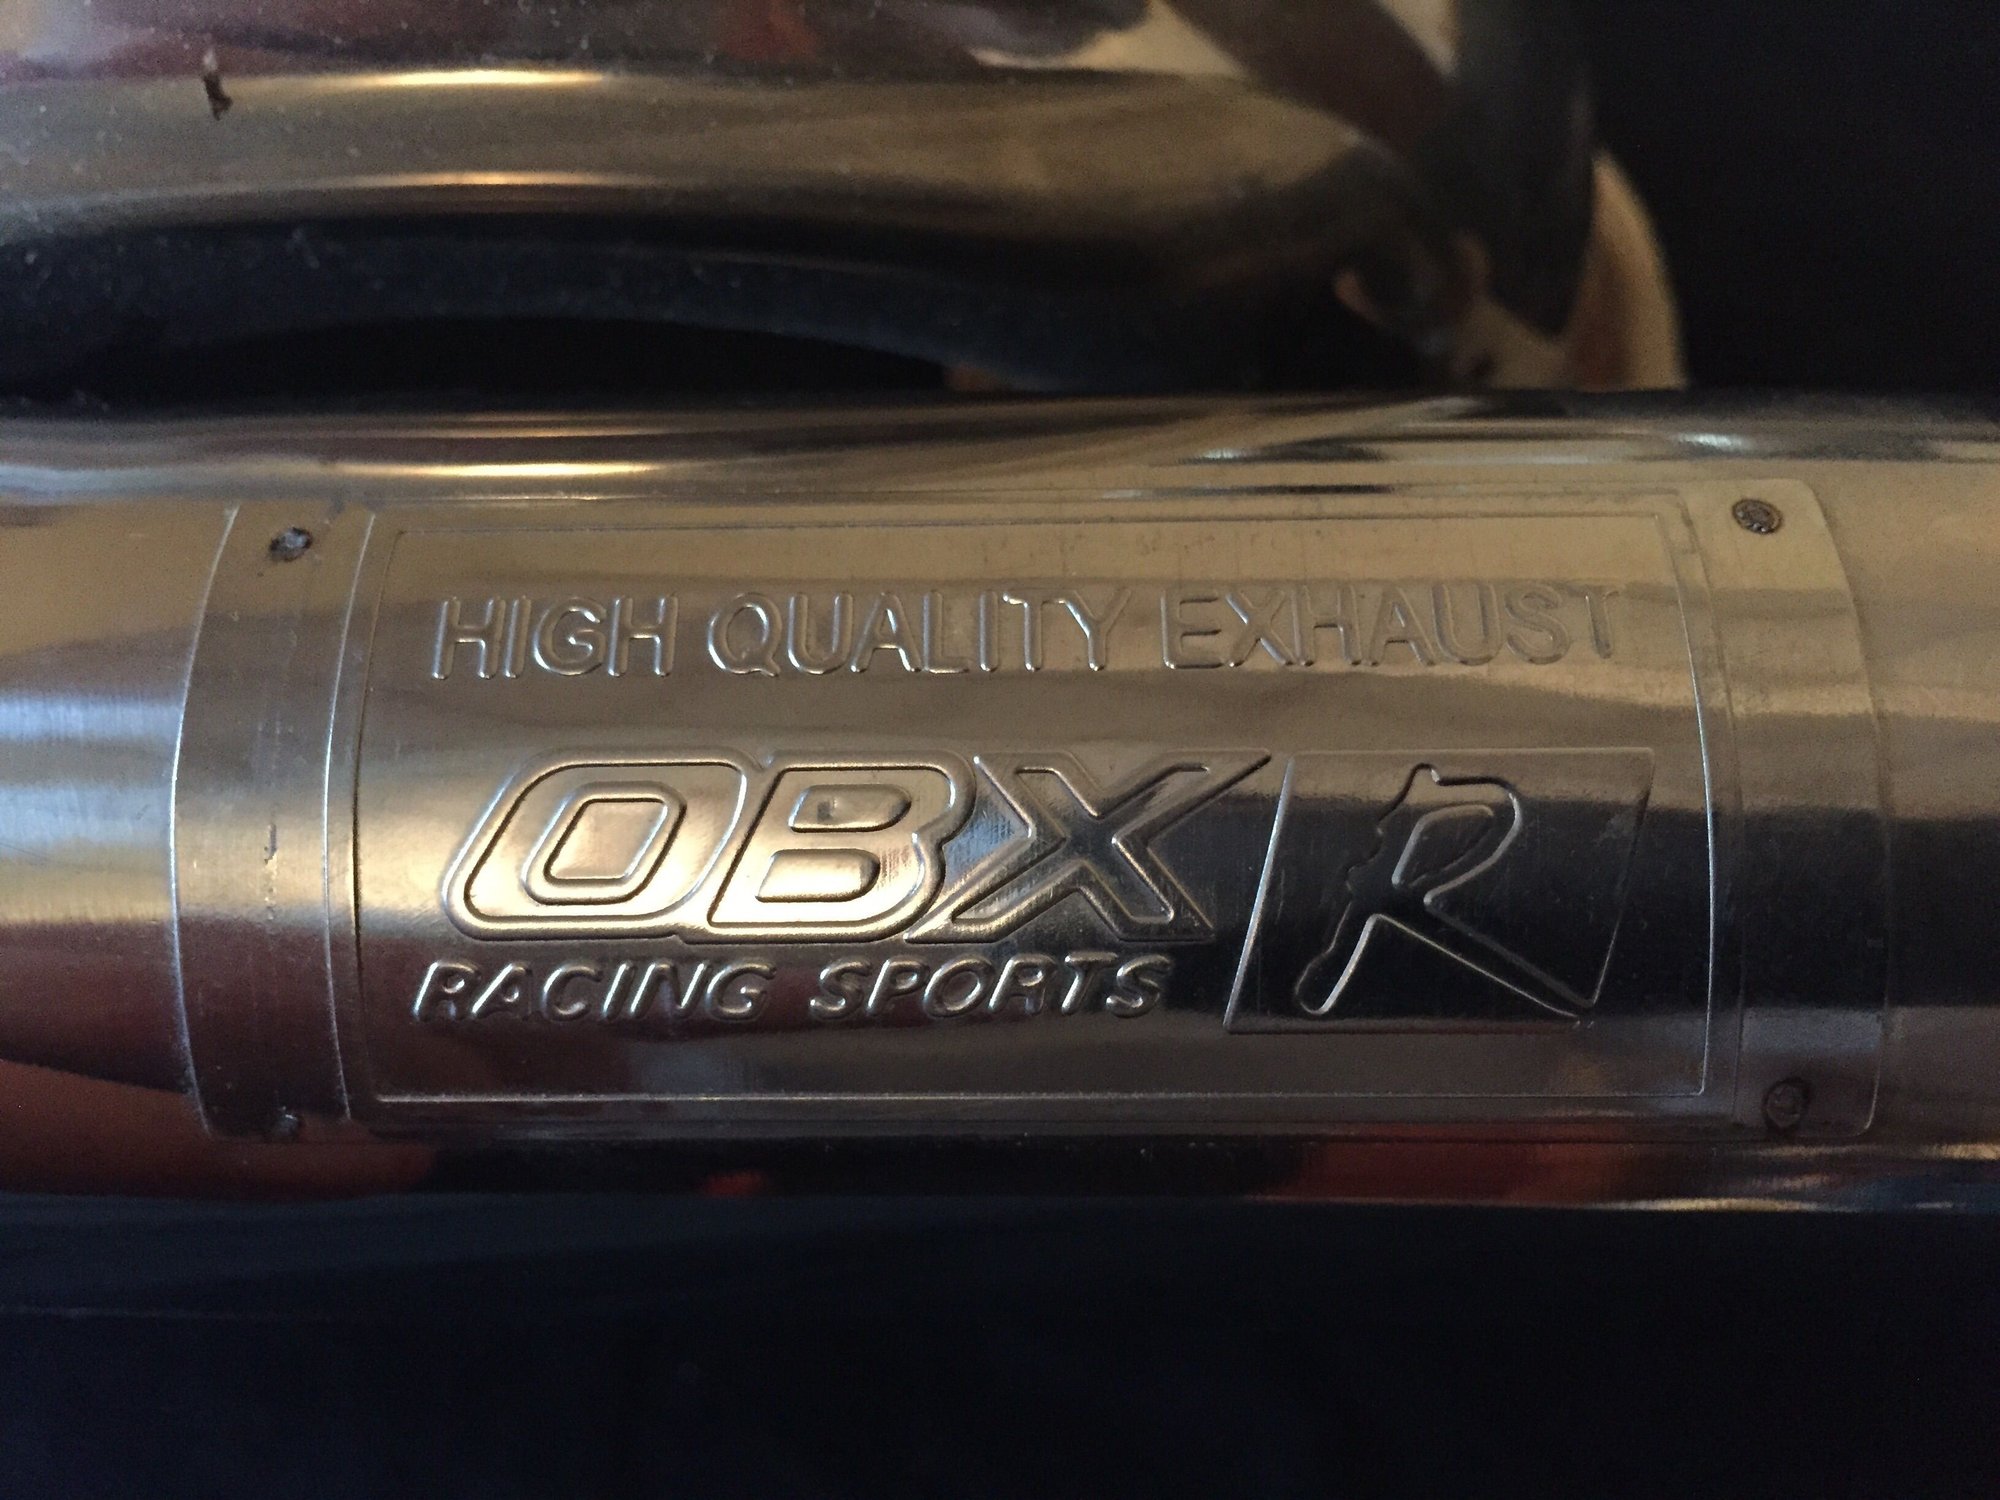 HIGH QUALITY EXHAUST
OBX R
RACING SPORTS